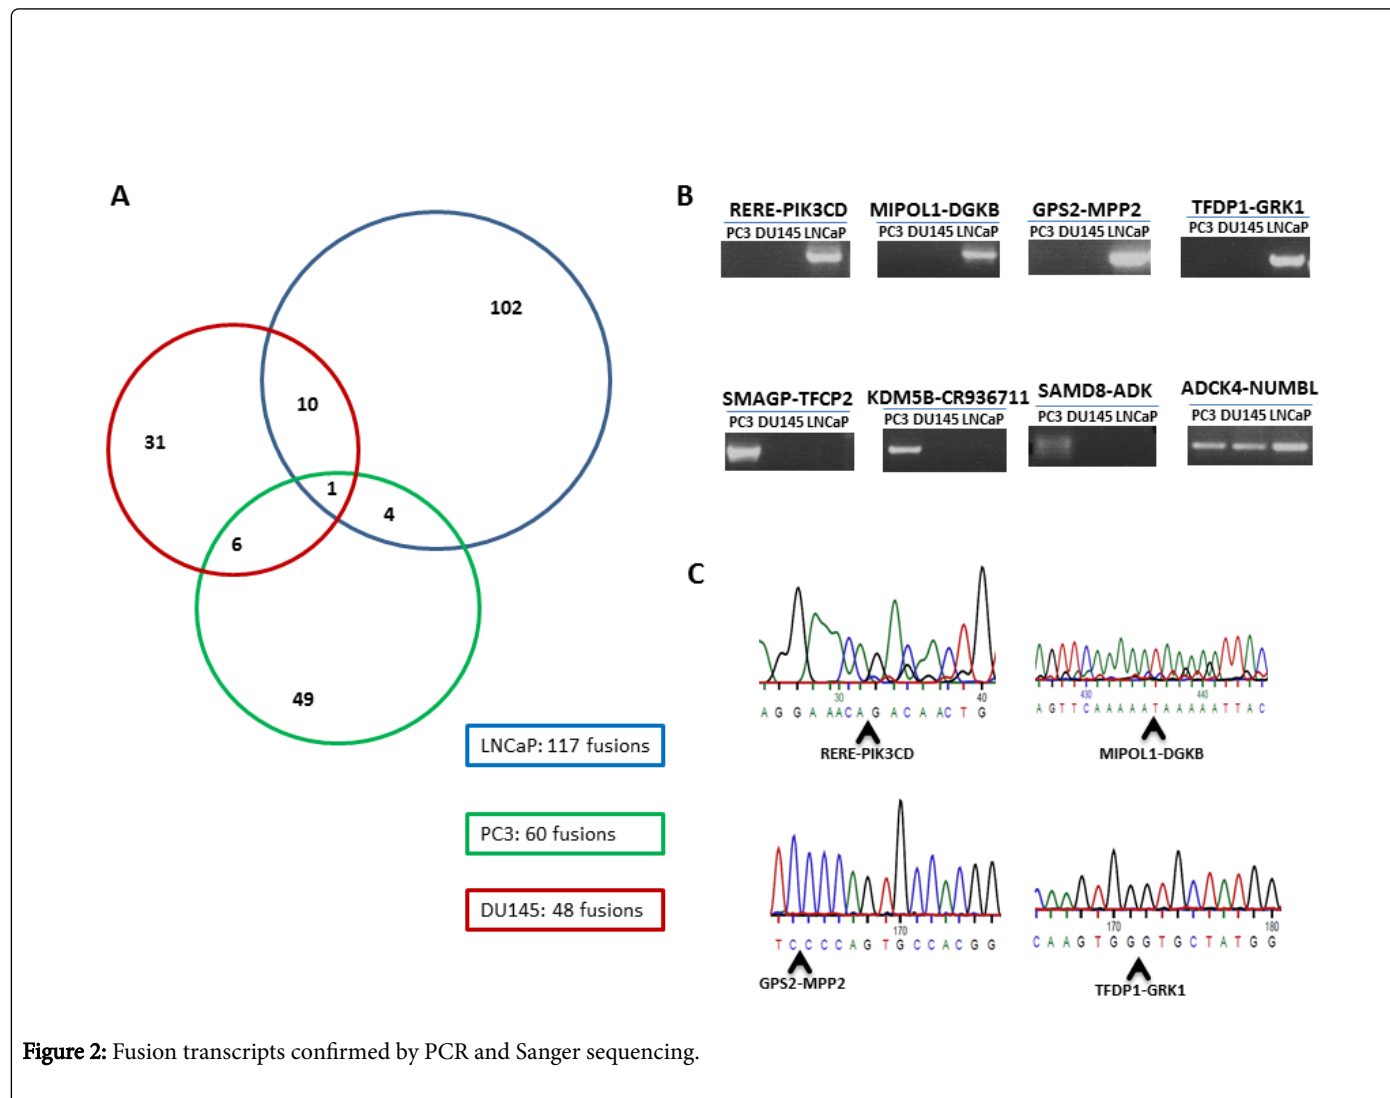 A
102
10
31
1
4
6
49
LNCaP: 117 fusions
PC3: 60 fusions
DU145: 48 fusions
B
RERE-PIK3CD
PC3 DU145 LNCaP
MIPOL1-DGKB
PC3 DU145 LNCaP
GPS2-MPP2
PC3 DU145 LNCaP
TFDP1-GRK1
PC3 DU145 LNCaP
SMAGP-TFCP2
PC3 DU145 LNCaP
KDM5B-CR936711
PC3 DU145 LNCaP
SAMD8-ADK
PC3 DU145 LNCaP
ADCK4-NUMBL
PC3 DU145 LNCaP
C
30 40
A G G A A A C A G A C A A C T G
RERE-PIK3CD
430 440
A G T T C A A A A A T A A A A A T T A C
MIPOL1-DGKB
170
T C C C C A G T G C C A C G G
GPS2-MPP2
170 180
C A A G T G G G T G C T A T G G
TFDP1-GRK1
Figure 2: Fusion transcripts confirmed by PCR and Sanger sequencing.